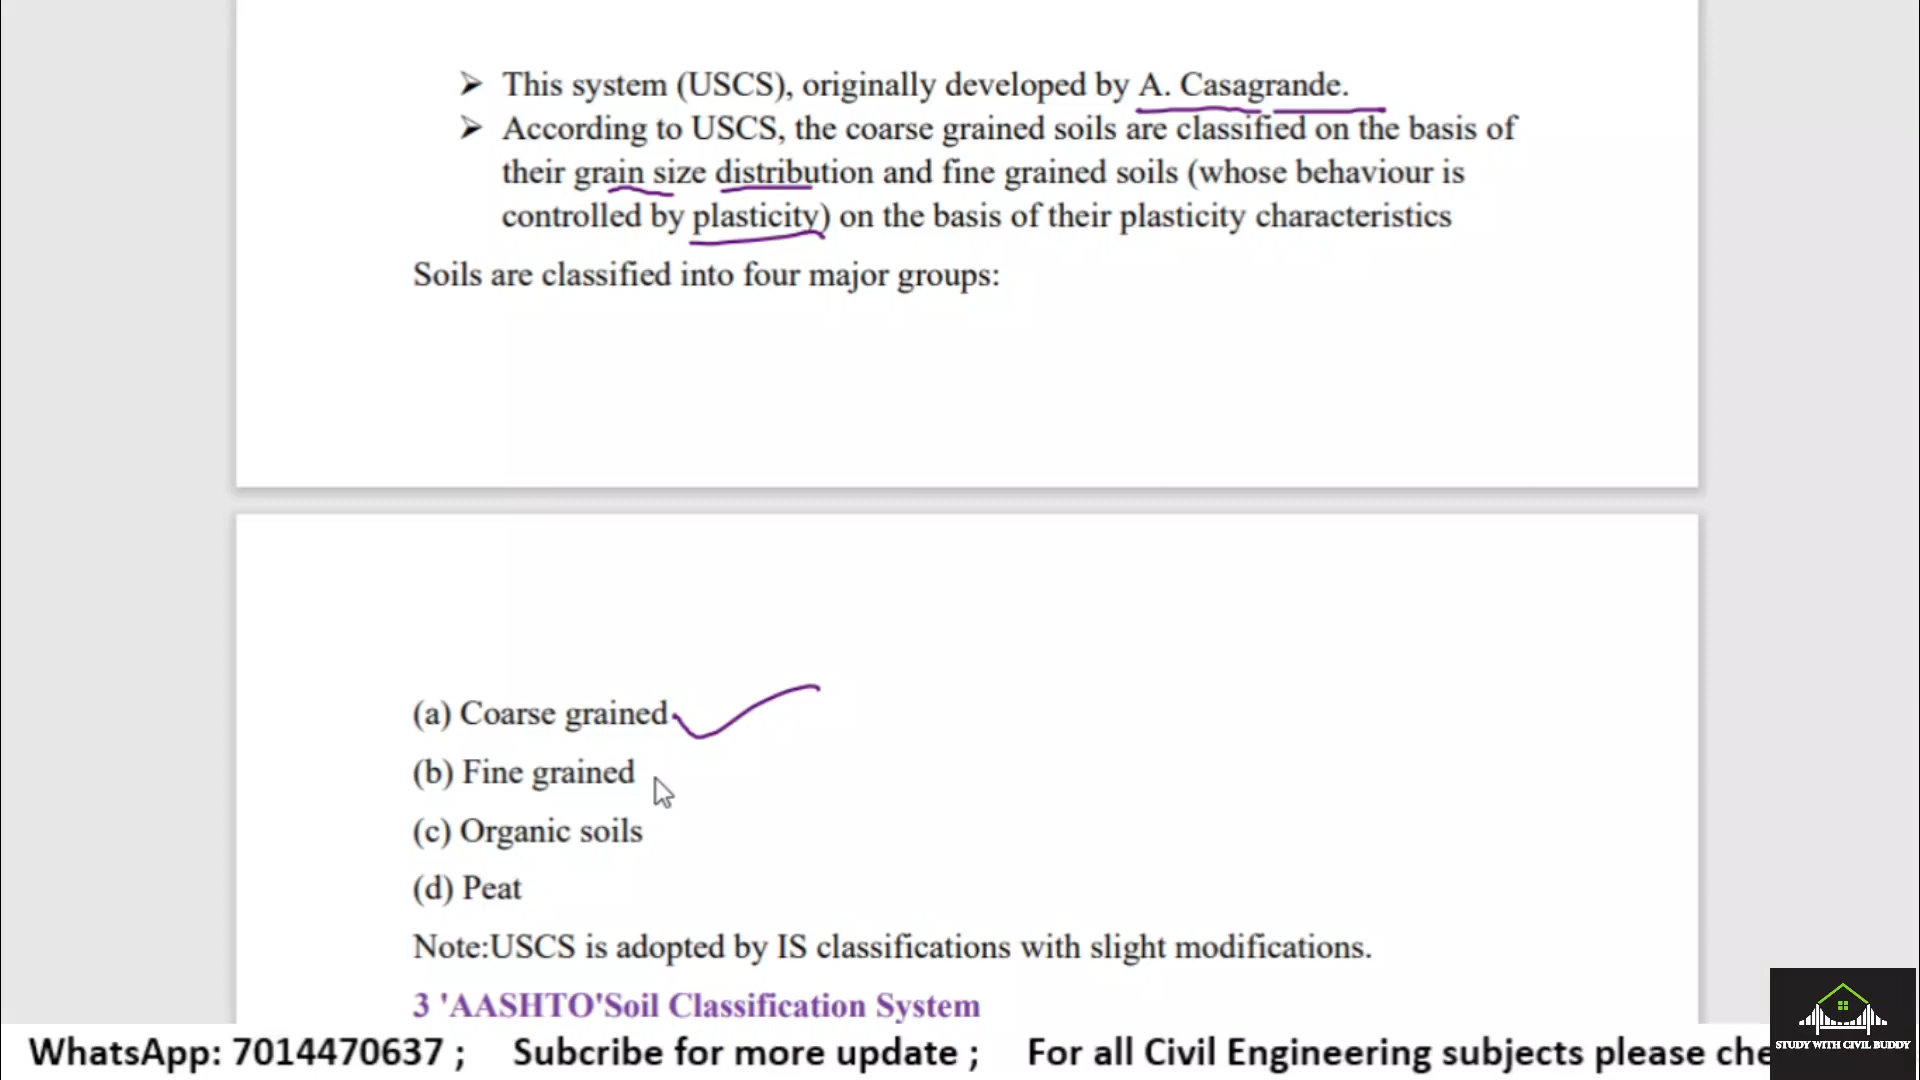 ➢ This system (USCS), originally developed by A. Casagrande.
➢ According to USCS, the coarse grained soils are classified on the basis of
their grain size distribution and fine grained soils (whose behaviour is
controlled by plasticity) on the basis of their plasticity characteristics
Soils are classified into four major groups:
(a) Coarse grained
(b) Fine grained
(c) Organic soils
(d) Peat
Note:USCS is adopted by IS classifications with slight modifications.
3 'AASHTO'Soil Classification System
WhatsApp: 7014470637 ; Subcribe for more update ; For all Civil Engineering subjects please che
STUDY WITH CIVIL BUDDY